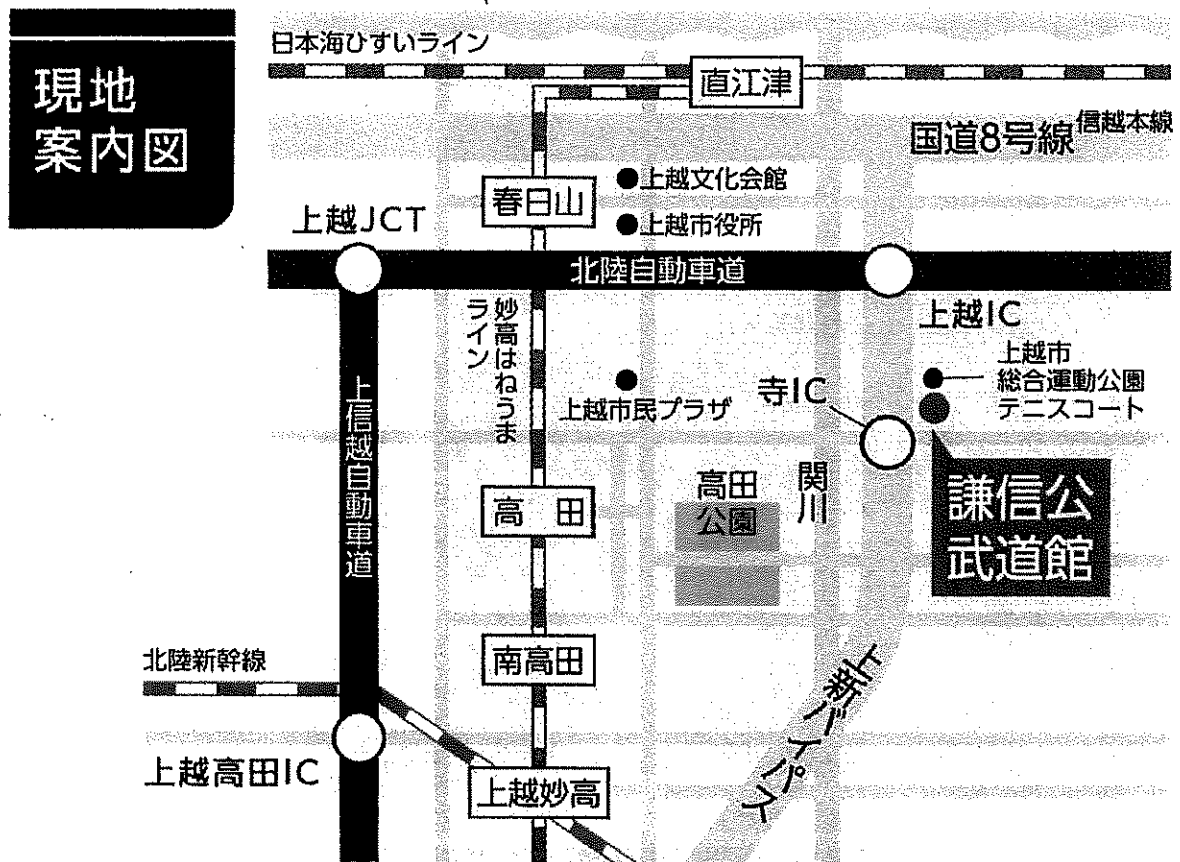 現地
案内図
日本海ひすいライン
直江津
国道8号線
信越本線
春日山
上越文化会館
上越市役所
上越JCT
北陸自動車道
上越IC
妙高はねうま
ライン
上越市民プラザ
寺IC
上越市
総合運動公園
テニスコート
上信越自動車道
高田
高田
公園
関川
謙信公
武道館
南高田
北陸新幹線
上新バイパス
上越高田IC
上越妙高